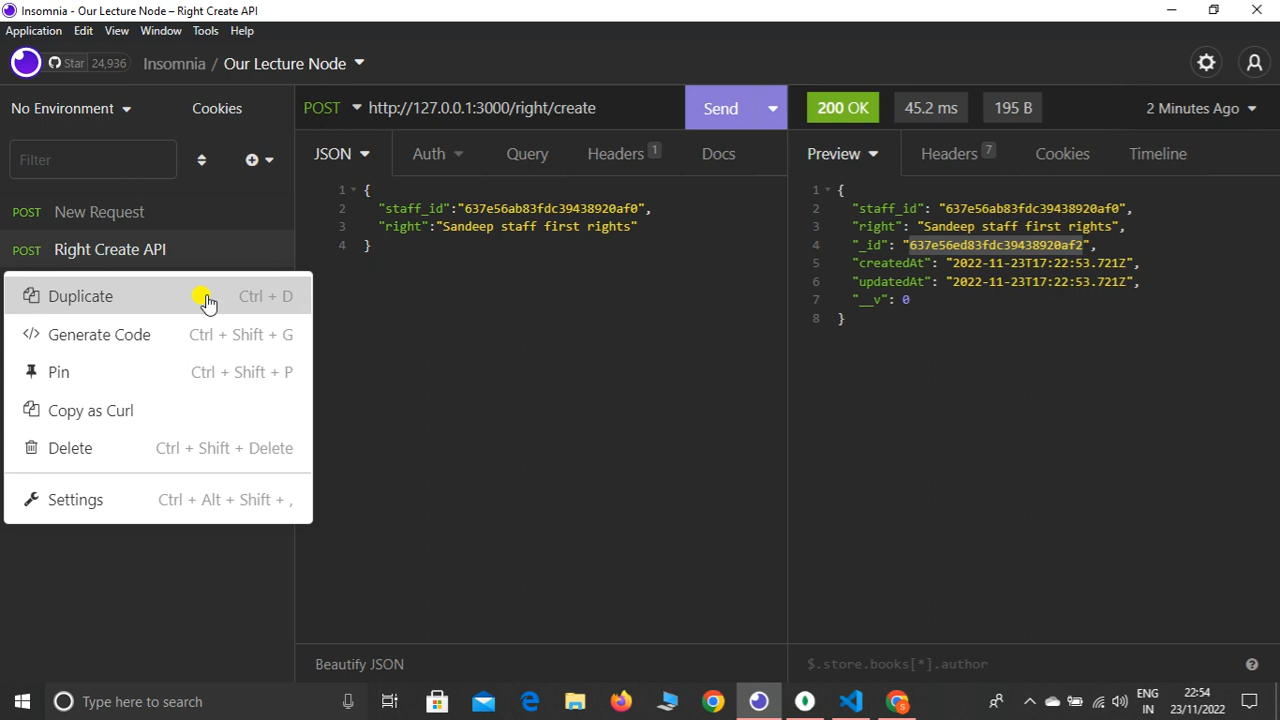 Insomnia - Our Lecture Node – Right Create API
Application Edit View Window Tools Help
Star 24,936 Insomnia / Our Lecture Node
No Environment Cookies
POST http://127.0.0.1:3000/right/create Send
200 OK 45.2 ms 195 B 2 Minutes Ago
Filter
JSON Auth Query Headers 1 Docs
Preview Headers 7 Cookies Timeline
POST New Request
POST Right Create API
Duplicate Ctrl + D
Generate Code Ctrl + Shift + G
Pin Ctrl + Shift + P
Copy as Curl
Delete Ctrl + Shift + Delete
Settings Ctrl + Alt + Shift + ,
1 {
2 "staff_id":"637e56ab83fdc39438920af0",
3 "right":"Sandeep staff first rights"
4 }
1 {
2 "staff_id": "637e56ab83fdc39438920af0",
3 "right": "Sandeep staff first rights",
4 "_id": "637e56ed83fdc39438920af2",
5 "createdAt": "2022-11-23T17:22:53.721Z",
6 "updatedAt": "2022-11-23T17:22:53.721Z",
7 "__v": 0
8 }
Beautify JSON
$.store.books[*].author
Type here to search
ENG
IN
22:54
23/11/2022